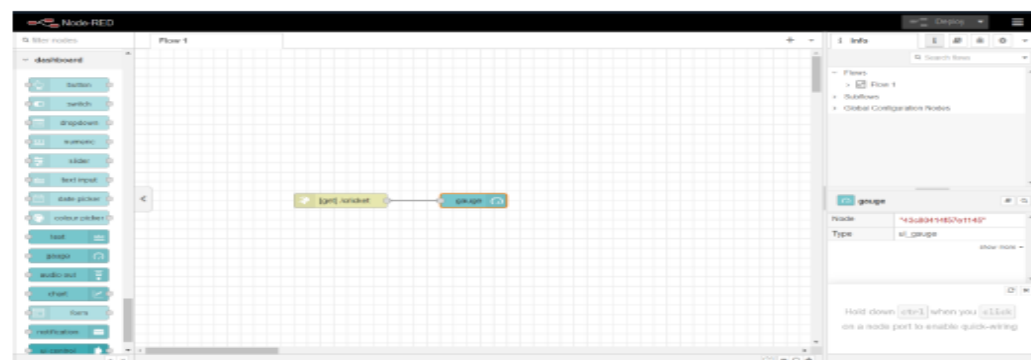 Node-RED
Deploy
filter nodes
Flow 1
info
Search flows
dashboard
Flows
Flow 1
Subflows
Global Configuration Nodes
button
switch
dropdown
numeric
slider
text input
date picker
colour picker
text
gauge
audio out
chart
form
notification
ui control
[get]
gauge
gauge
Node
Type ui_gauge
show more
Hold down ctrl when you click
on a node port to enable quick-wiring